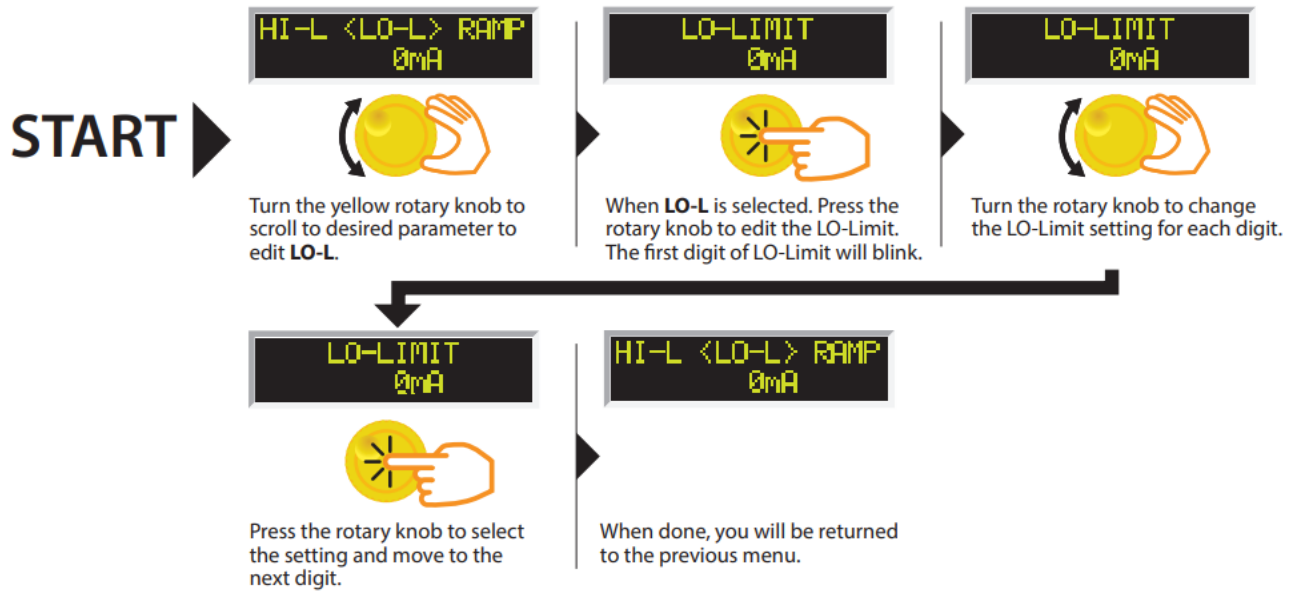 START
HI-L <LO-L> RAMP
0mA
Turn the yellow rotary knob to
scroll to desired parameter to
edit LO-L.
LO-LIMIT
0mA
When LO-L is selected. Press the
rotary knob to edit the LO-Limit.
The first digit of LO-Limit will blink.
LO-LIMIT
0mA
Turn the rotary knob to change
the LO-Limit setting for each digit.
LO-LIMIT
0mA
Press the rotary knob to select
the setting and move to the
next digit.
HI-L <LO-L> RAMP
0mA
When done, you will be returned
to the previous menu.